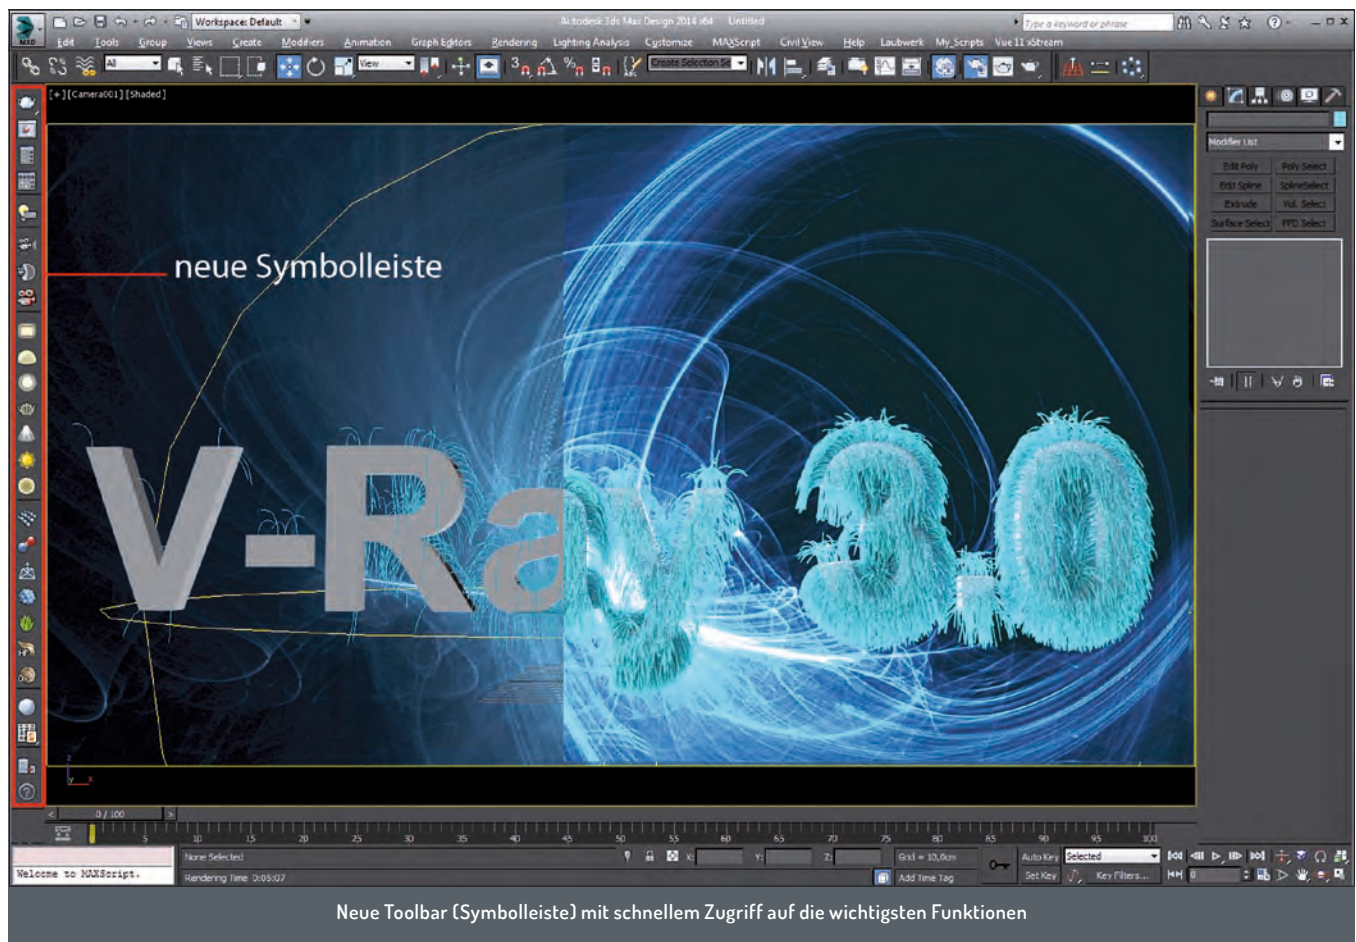 Workspace: Default
Autodesk 3ds Max Design 2014 x64 Untitled
Type a keyword or phrase
MXD
Edit Tools Group Views Create Modifiers Animation Graph Editors Rendering Lighting Analysis Customize MAXScript Civil View Help Laubwerk My_Scripts Vue 11 xStream
All
View
3
Create Selection Se
[+][Camera001][Shaded]
Modifier List
Edit Poly Poly Select
Edit Spline SplineSelect
Extrude Vol. Select
Surface Select FFD Select
neue Symbolleiste
V-Ray 3.0
z
y x
0 / 100
5 10 15 20 25 30 35 40 45 50 55 60 65 70 75 80 85 90 95 100
None Selected
X: Y: Z:
Grid = 10,0cm
Auto Key
Selected
Welcome to MAXScript.
Rendering Time 0:05:07
Add Time Tag
Set Key
Key Filters...
0
Neue Toolbar (Symbolleiste) mit schnellem Zugriff auf die wichtigsten Funktionen